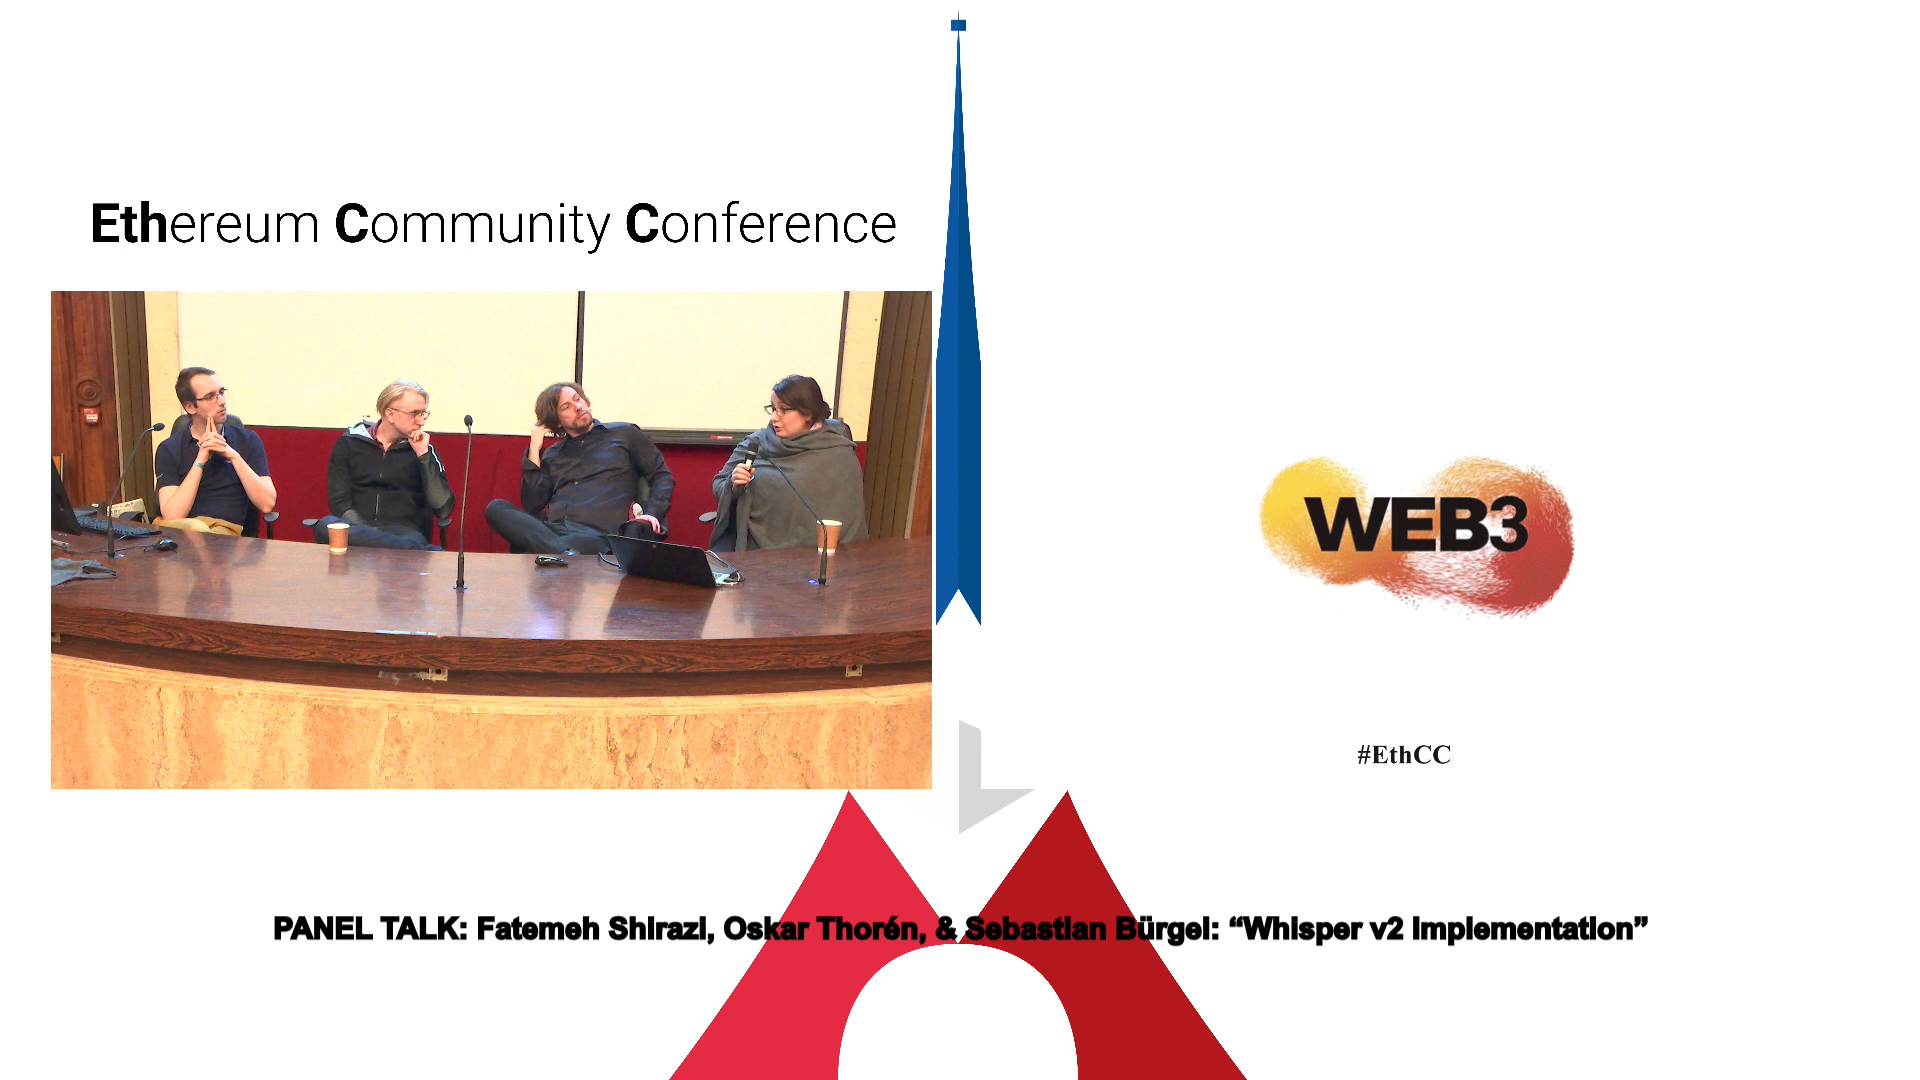 Ethereum Community Conference
WEB3
#EthCC
PANEL TALK: Fatemeh Shirazi, Oskar Thorén, & Sebastian Bürgel: “Whisper v2 Implementation”